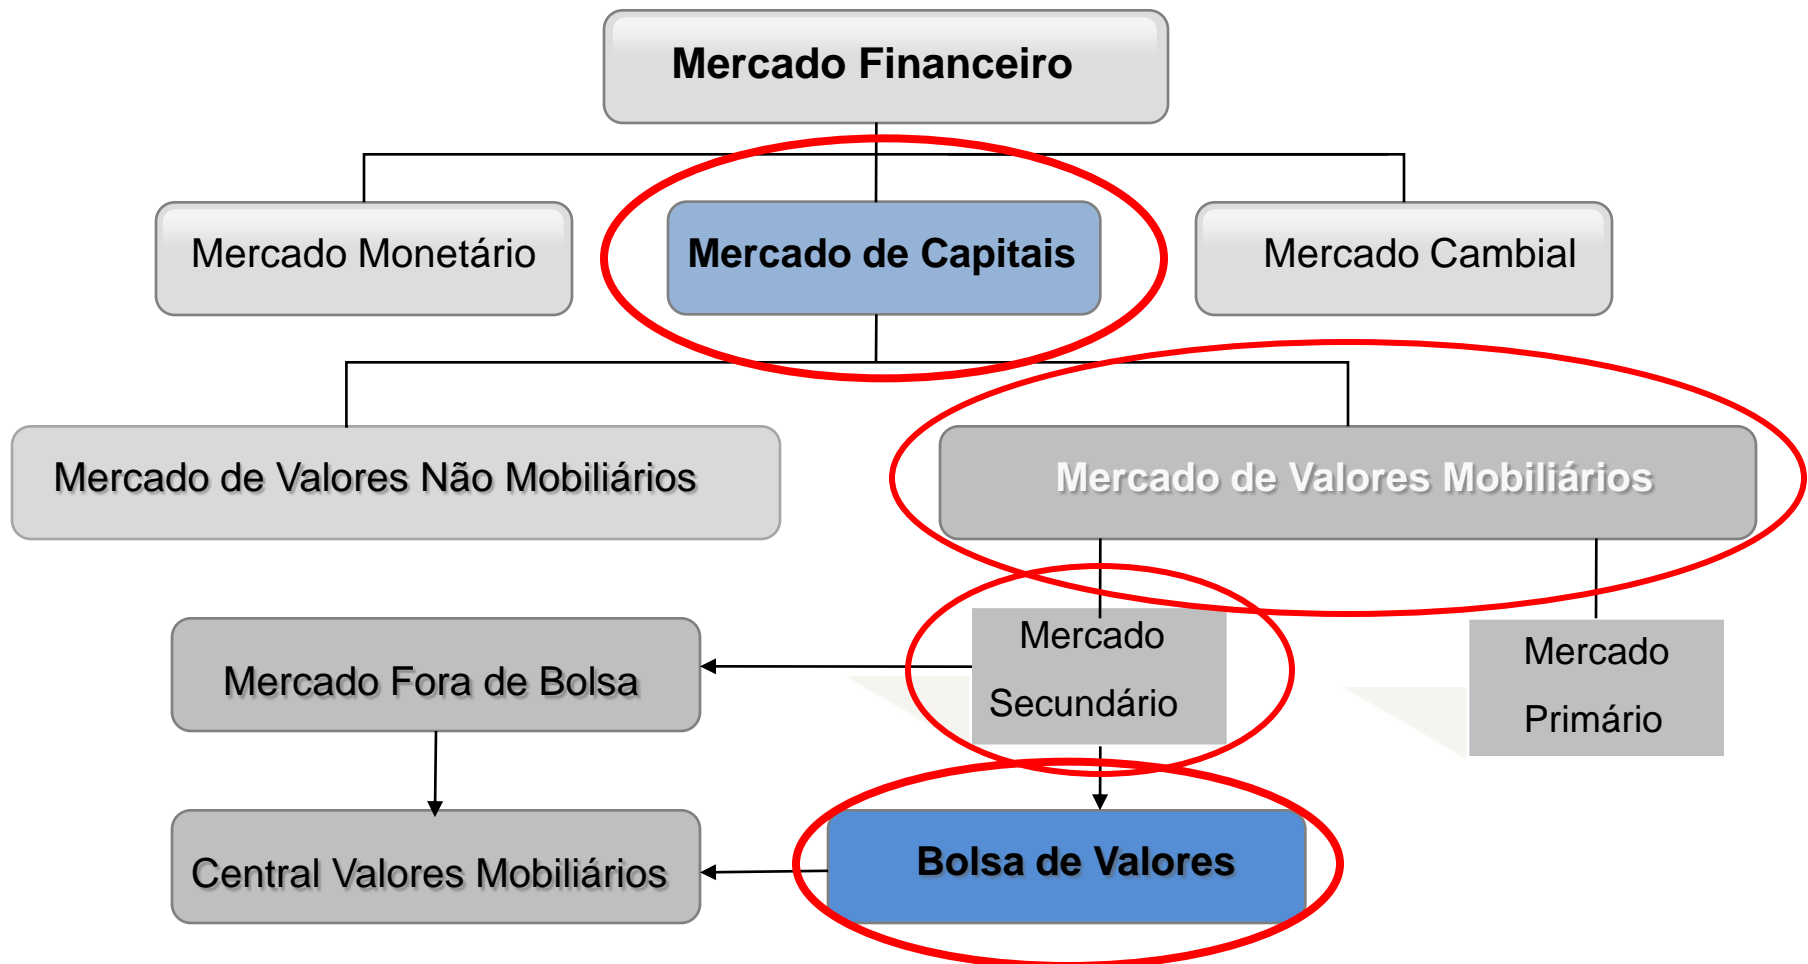 Mercado Financeiro
Mercado Monetário
Mercado de Capitais
Mercado Cambial
Mercado de Valores Não Mobiliários
Mercado de Valores Mobiliários
Mercado Fora de Bolsa
Mercado
Secundário
Mercado
Primário
Central Valores Mobiliários
Bolsa de Valores